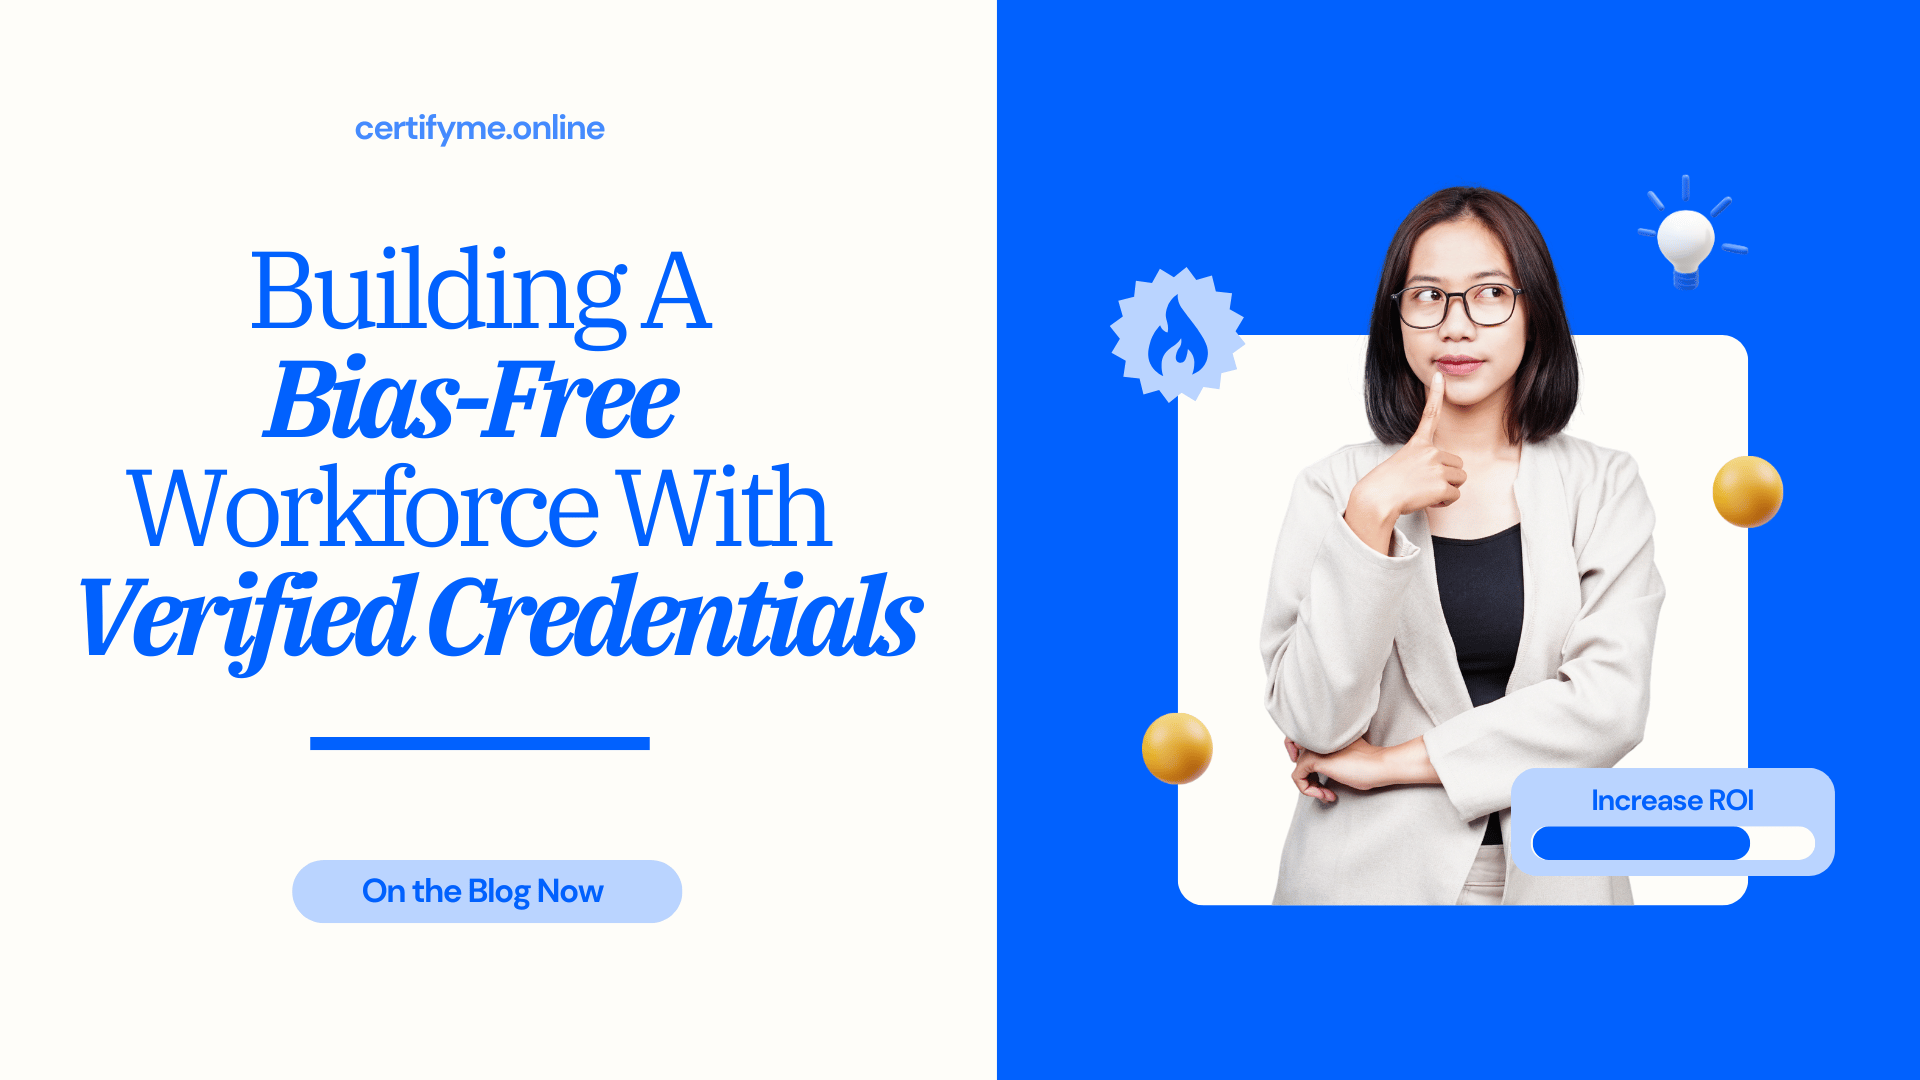 certifyme.online
Building A
Bias-Free
Workforce With
Verified Credentials
On the Blog Now
Increase ROI